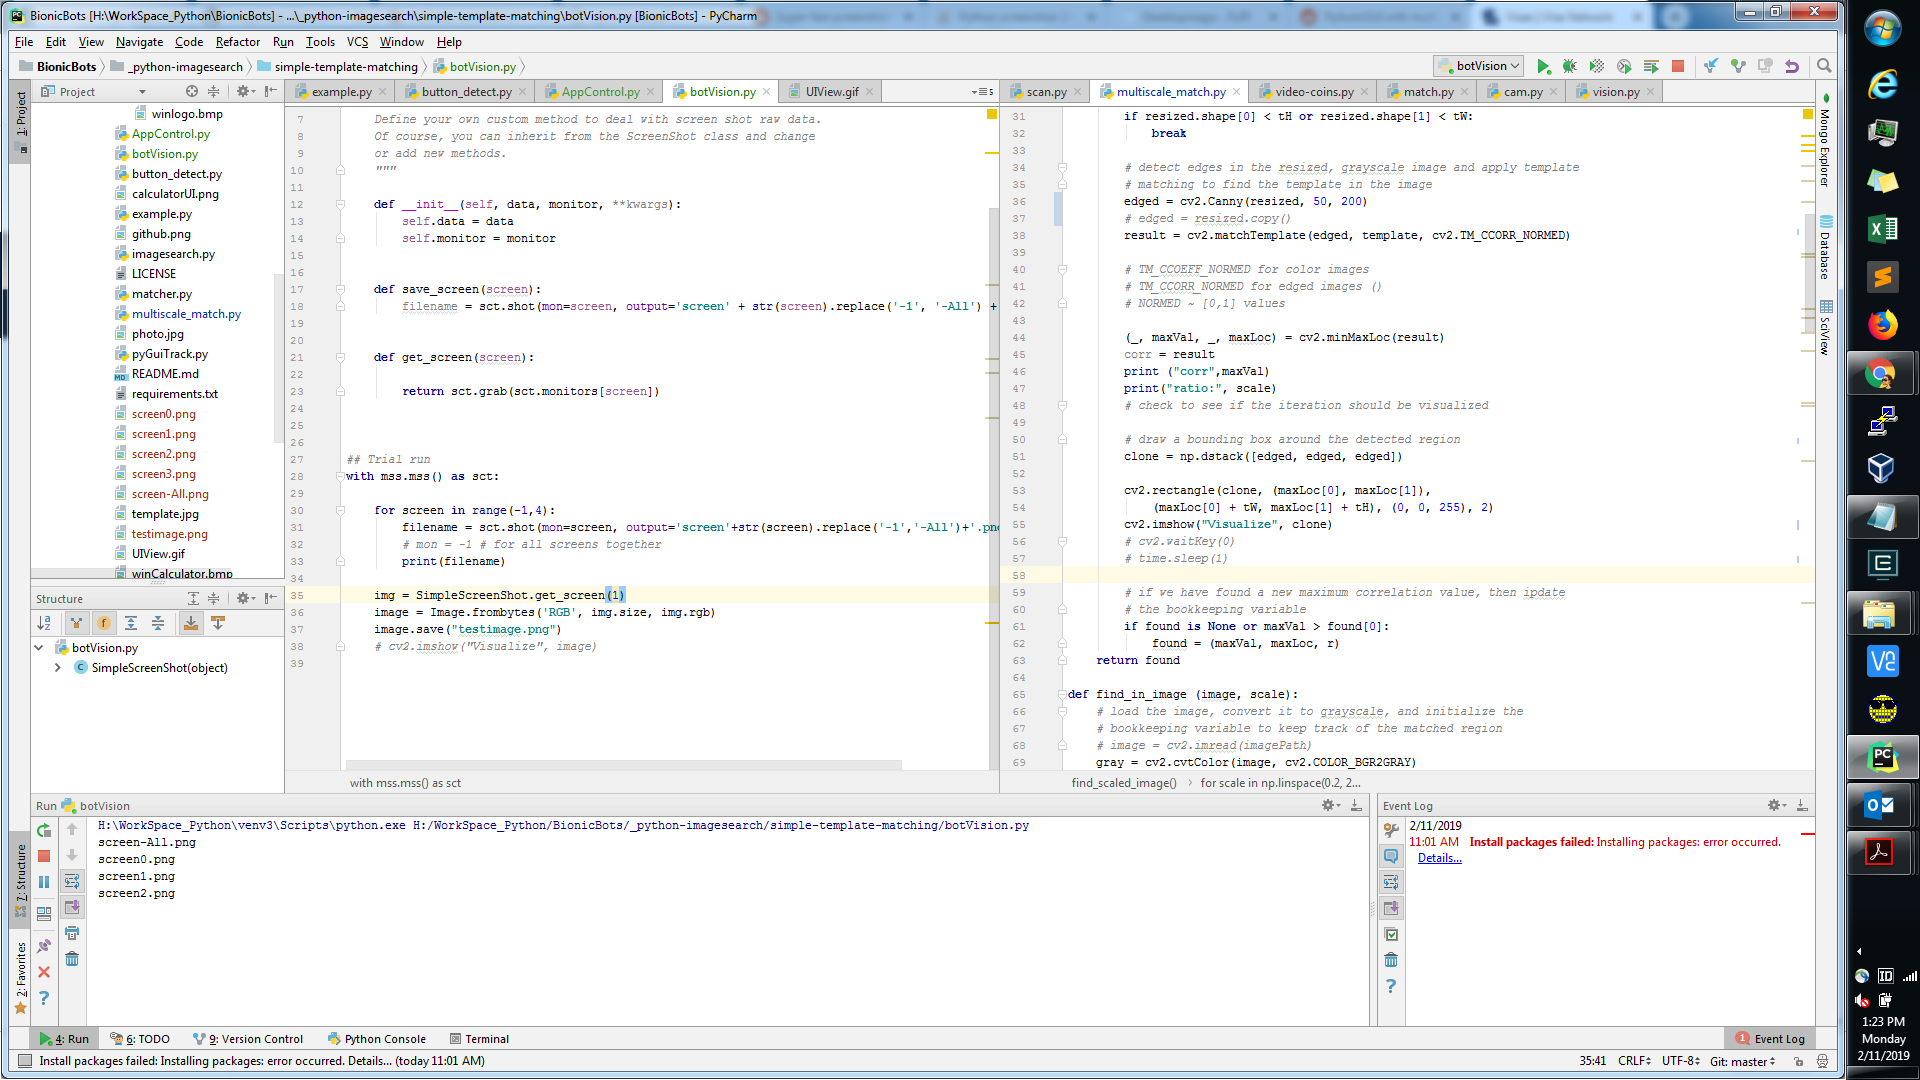 BionicBots [H:\WorkSpace_Python\BionicBots] - ...\_python-imagesearch\simple-template-matching\botVision.py [BionicBots] - PyCharm
File Edit View Navigate Code Refactor Run Tools VCS Window Help
BionicBots _python-imagesearch simple-template-matching botVision.py
botVision
1: Project
Project
winlogo.bmp
AppControl.py
botVision.py
button_detect.py
calculatorUI.png
example.py
github.png
imagesearch.py
LICENSE
matcher.py
multiscale_match.py
photo.jpg
pyGuiTrack.py
README.md
requirements.txt
screen0.png
screen1.png
screen2.png
screen3.png
screen-All.png
template.jpg
testimage.png
UIView.gif
winCalculator.bmp
Structure
botVision.py
SimpleScreenShot(object)
example.py button_detect.py AppControl.py botVision.py UIView.gif
7 Define your own custom method to deal with screen shot raw data.
8 Of course, you can inherit from the ScreenShot class and change
9 or add new methods.
10 """
11
12 def __init__(self, data, monitor, **kwargs):
13 self.data = data
14 self.monitor = monitor
15
16
17 def save_screen(screen):
18 filename = sct.shot(mon=screen, output='screen' + str(screen).replace('-1', '-All') +
19
20
21 def get_screen(screen):
22
23 return sct.grab(sct.monitors[screen])
24
25
26
27 ## Trial run
28 with mss.mss() as sct:
29
30 for screen in range(-1,4):
31 filename = sct.shot(mon=screen, output='screen'+str(screen).replace('-1','-All')+'.pn
32 # mon = -1 # for all screens together
33 print(filename)
34
35 img = SimpleScreenShot.get_screen(1)
36 image = Image.frombytes('RGB', img.size, img.rgb)
37 image.save("testimage.png")
38 # cv2.imshow("Visualize", image)
39
with mss.mss() as sct
scan.py multiscale_match.py video-coins.py match.py cam.py vision.py
31 if resized.shape[0] < tH or resized.shape[1] < tW:
32 break
33
34 # detect edges in the resized, grayscale image and apply template
35 # matching to find the template in the image
36 edged = cv2.Canny(resized, 50, 200)
37 # edged = resized.copy()
38 result = cv2.matchTemplate(edged, template, cv2.TM_CCORR_NORMED)
39
40 # TM_CCOEFF_NORMED for color images
41 # TM_CCORR_NORMED for edged images ()
42 # NORMED ~ [0,1] values
43
44 (_, maxVal, _, maxLoc) = cv2.minMaxLoc(result)
45 corr = result
46 print ("corr",maxVal)
47 print("ratio:", scale)
48 # check to see if the iteration should be visualized
49
50 # draw a bounding box around the detected region
51 clone = np.dstack([edged, edged, edged])
52
53 cv2.rectangle(clone, (maxLoc[0], maxLoc[1]),
54 (maxLoc[0] + tW, maxLoc[1] + tH), (0, 0, 255), 2)
55 cv2.imshow("Visualize", clone)
56 # cv2.waitKey(0)
57 # time.sleep(1)
58
59 # if we have found a new maximum correlation value, then ipdate
60 # the bookkeeping variable
61 if found is None or maxVal > found[0]:
62 found = (maxVal, maxLoc, r)
63 return found
64
65 def find_in_image (image, scale):
66 # load the image, convert it to grayscale, and initialize the
67 # bookkeeping variable to keep track of the matched region
68 # image = cv2.imread(imagePath)
69 gray = cv2.cvtColor(image, cv2.COLOR_BGR2GRAY)
find_scaled_image() for scale in np.linspace(0.2, 2...
Mongo Explorer
Database
SciView
Run botVision
H:\WorkSpace_Python\venv3\Scripts\python.exe H:/WorkSpace_Python/BionicBots/_python-imagesearch/simple-template-matching/botVision.py
screen-All.png
screen0.png
screen1.png
screen2.png
7: Structure
2: Favorites
Event Log
2/11/2019
11:01 AM Install packages failed: Installing packages: error occurred.
Details...
4: Run 6: TODO 9: Version Control Python Console Terminal 1 Event Log
Install packages failed: Installing packages: error occurred. Details... (today 11:01 AM)
35:41 CRLF UTF-8 Git: master
1:23 PM
Monday
2/11/2019